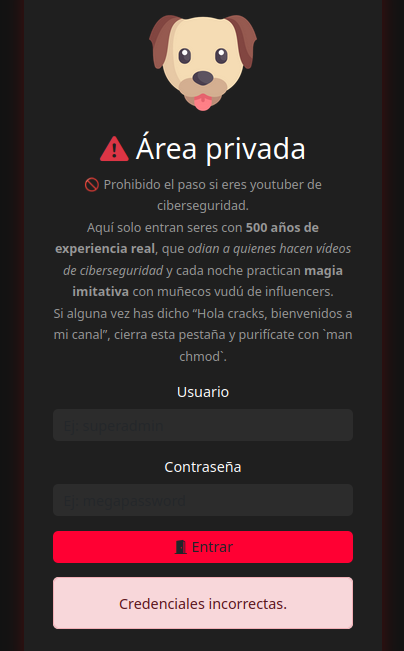 ⚠ Área privada
🚫 Prohibido el paso si eres youtuber de
ciberseguridad.
Aquí solo entran seres con 500 años de
experiencia real, que odian a quienes hacen vídeos
de ciberseguridad y cada noche practican magia
imitativa con muñecos vudú de influencers.
Si alguna vez has dicho “Hola cracks, bienvenidos a
mi canal”, cierra esta pestaña y purifícate con `man
chmod`.
Usuario
Ej: superadmin
Contraseña
Ej: megapassword
Entrar
Credenciales incorrectas.